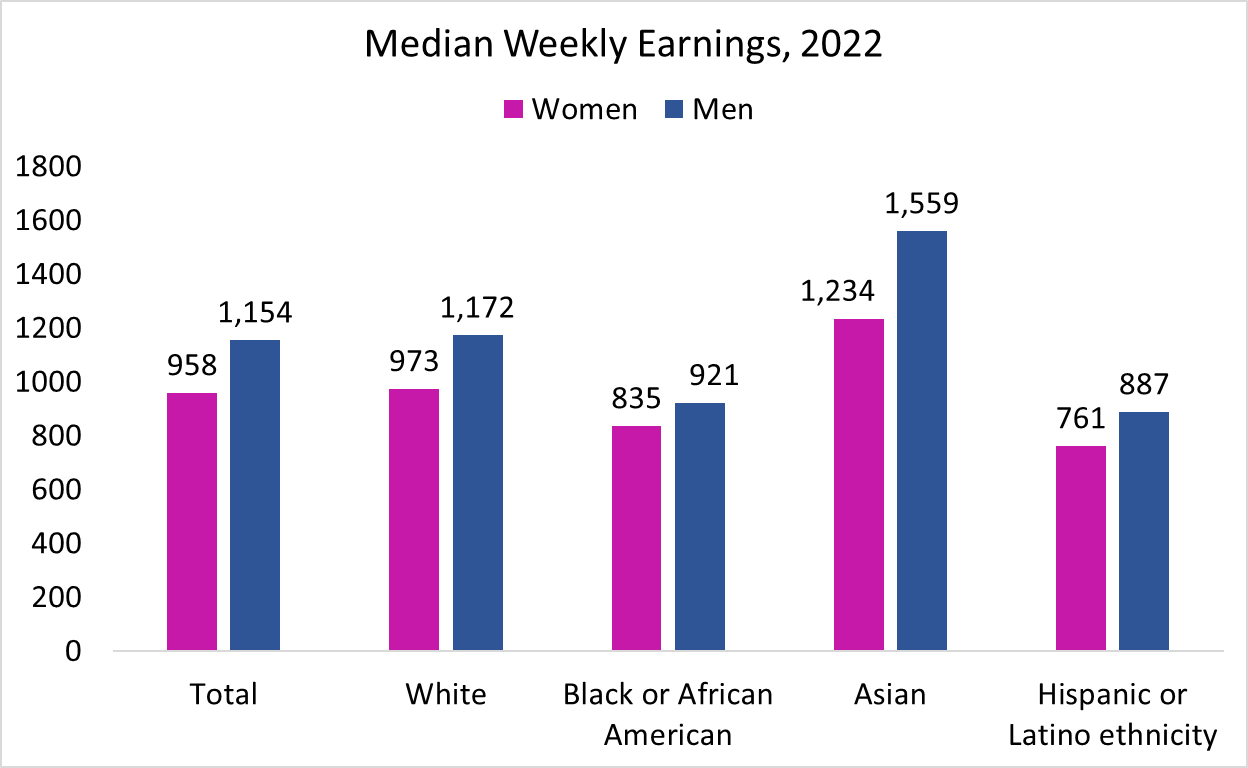 Median Weekly Earnings, 2022
Women Men
1800
1600
1400
1200
1000
800
600
400
200
0
958 1,154
973 1,172
835 921
1,234 1,559
761 887
Total
White
Black or African
American
Asian
Hispanic or
Latino ethnicity